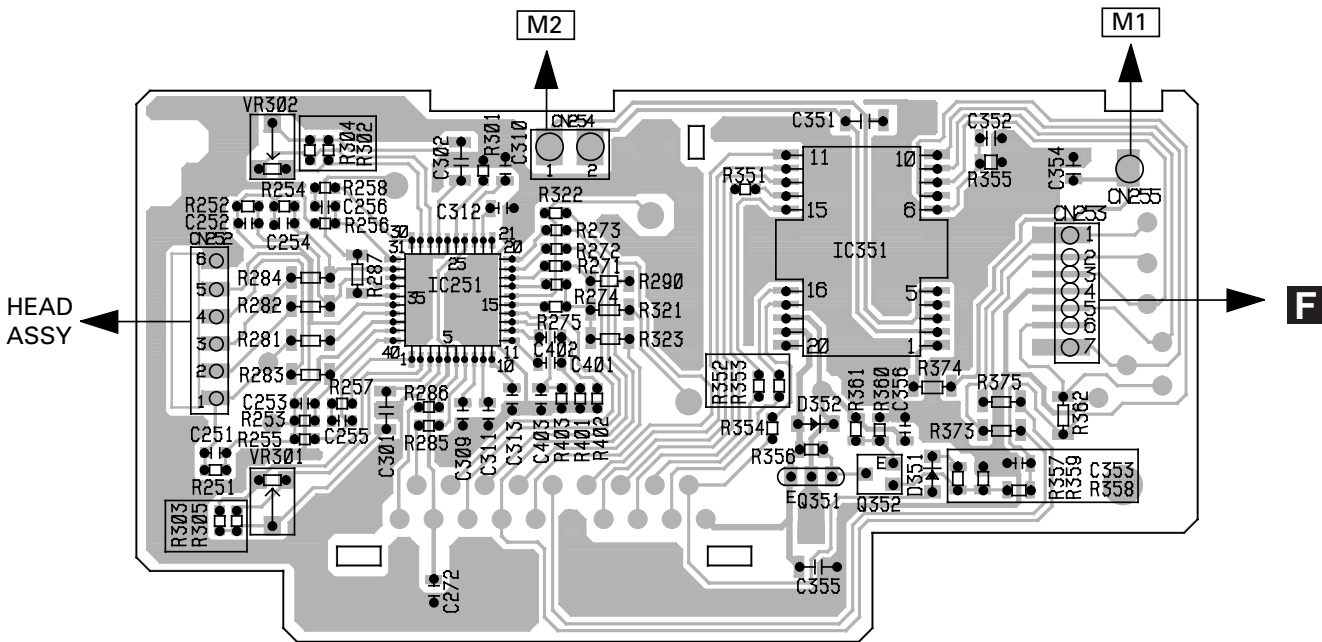 M2
M1
VR302
R304
R302
C302
R301
C310
CN254
1
2
C351
C352
R355
C354
CN255
R254
R258
C256
R256
R252
C252
CN252
C254
C312
R322
R273
R272
R271
R274
R290
R321
R323
R275
C402
C401
R351
11
10
15
6
IC351
16
5
20
1
CN253
1
2
3
4
5
6
7
F
HEAD
ASSY
6
5
4
3
2
1
R284
R282
R281
R283
R287
30
21
31
20
25
IC251
35
15
5
40
11
1
10
R257
C253
R253
R255
C255
C251
R251
VR301
R303
R305
C301
R286
R285
C309
C311
C313
C403
R403
R401
R402
C272
R352
R353
R354
D352
R356
E
Q351
R361
R360
C356
E
Q352
D351
R374
R375
R373
R362
R357
R359
C353
R358
C355